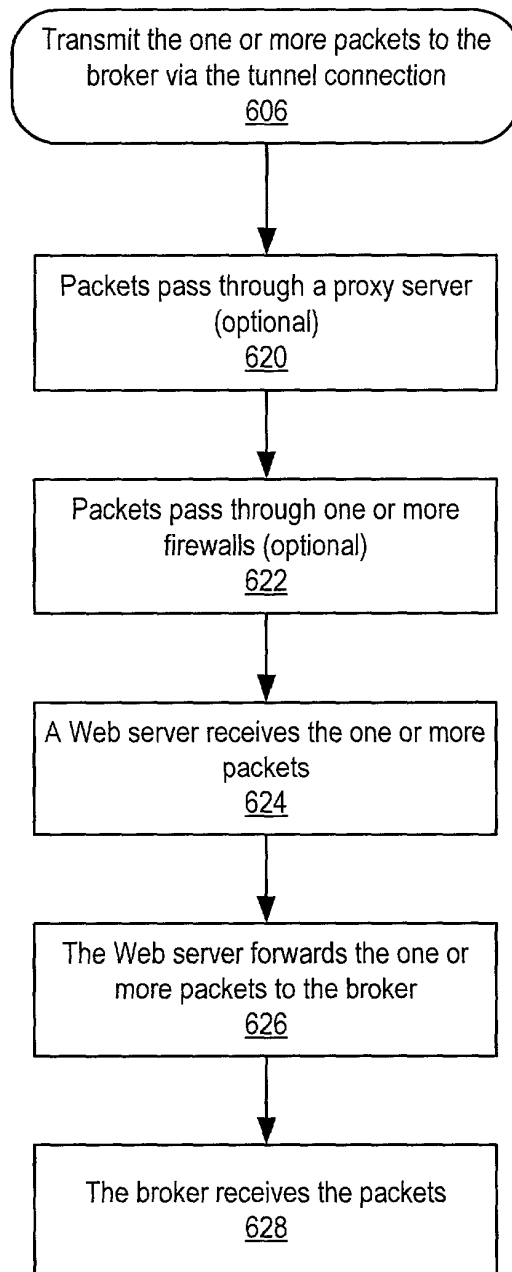 Transmit the one or more packets to the
broker via the tunnel connection
606
Packets pass through a proxy server
(optional)
620
Packets pass through one or more
firewalls (optional)
622
A Web server receives the one or more
packets
624
The Web server forwards the one or
more packets to the broker
626
The broker receives the packets
628